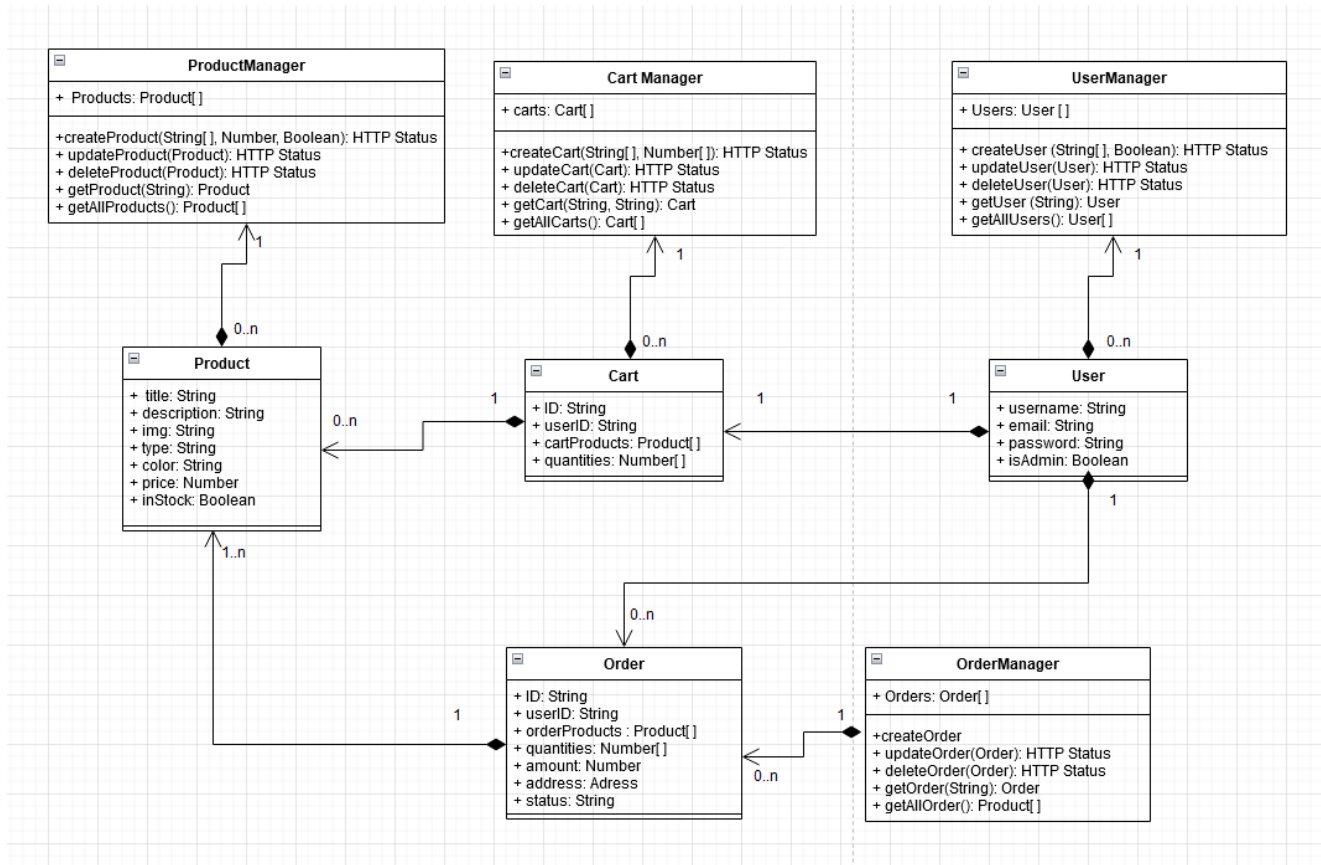 ProductManager
+ Products: Product[ ]
+createProduct(String[ ], Number, Boolean): HTTP Status
+ updateProduct(Product): HTTP Status
+ deleteProduct(Product): HTTP Status
+ getProduct(String): Product
+ getAllProducts(): Product[ ]
Cart Manager
+ carts: Cart[ ]
+createCart(String[ ], Number[ ]): HTTP Status
+ updateCart(Cart): HTTP Status
+ deleteCart(Cart): HTTP Status
+ getCart(String, String): Cart
+ getAllCarts(): Cart[ ]
UserManager
+ Users: User [ ]
+ createUser (String[ ], Boolean): HTTP Status
+ updateUser(User): HTTP Status
+ deleteUser(User): HTTP Status
+ getUser (String): User
+ getAllUsers(): User[ ]
1
1
1
0..n
0..n
0..n
Product
+ title: String
+ description: String
+ img: String
+ type: String
+ color: String
+ price: Number
+ inStock: Boolean
0..n
1
Cart
+ ID: String
+ userID: String
+ cartProducts: Product[ ]
+ quantities: Number[ ]
1
1
User
+ username: String
+ email: String
+ password: String
+ isAdmin: Boolean
1
1..n
0..n
1
Order
+ ID: String
+ userID: String
+ orderProducts : Product[ ]
+ quantities: Number[ ]
+ amount: Number
+ address: Adress
+ status: String
1
0..n
OrderManager
+ Orders: Order[ ]
+createOrder
+ updateOrder(Order): HTTP Status
+ deleteOrder(Order): HTTP Status
+ getOrder(String): Order
+ getAllOrder(): Product[ ]